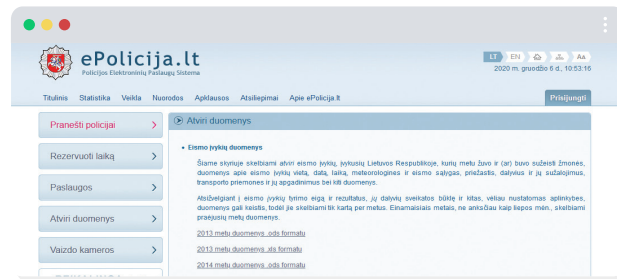 ePolicija.lt
Policijos Elektroninių Paslaugų Sistema
LT EN Aa
2020 m. gruodžio 6 d., 10:53:16
Titulinis Statistika Veikla Nuorodos Apklausos Atsiliepimai Apie ePolicija.lt Prisijungti
Pranešti policijai
Rezervuoti laiką
Paslaugos
Atviri duomenys
Vaizdo kameros
Atviri duomenys
Eismo įvykių duomenys
Šiame skyriuje skelbiami atviri eismo įvykių, įvykusių Lietuvos Respublikoje, kurių metu žuvo ir (ar) buvo sužeisti žmonės,
duomenys apie eismo įvykių vietą, datą, laiką, meteorologines ir eismo sąlygas, priežastis, dalyvius ir jų sužalojimus,
transporto priemones ir jų apgadinimus bei kiti duomenys.
Atsižvelgiant į eismo įvykių tyrimo eigą ir rezultatus, jų dalyvių sveikatos būklę ir kitas, vėliau nustatomas aplinkybes,
duomenys gali keistis, todėl jie skelbiami tik kartą per metus. Einamaisiais metais, ne anksčiau kaip liepos mėn., skelbiami
praėjusių metų duomenys.
2013 metų duomenys .ods formatu
2013 metų duomenys .xls formatu
2014 metų duomenys .ods formatu